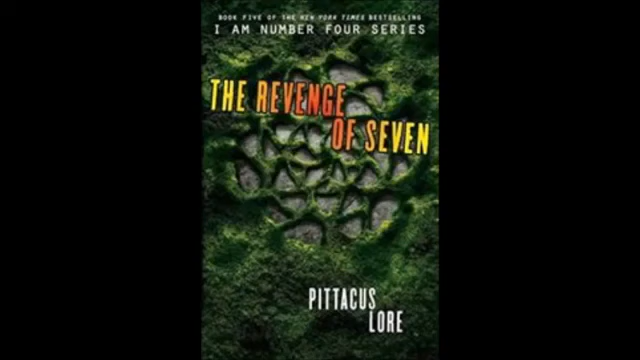 BOOK FIVE OF THE NEW YORK TIMES BESTSELLING
I AM NUMBER FOUR SERIES
THE REVENGE
OF SEVEN
PITTACUS
LORE